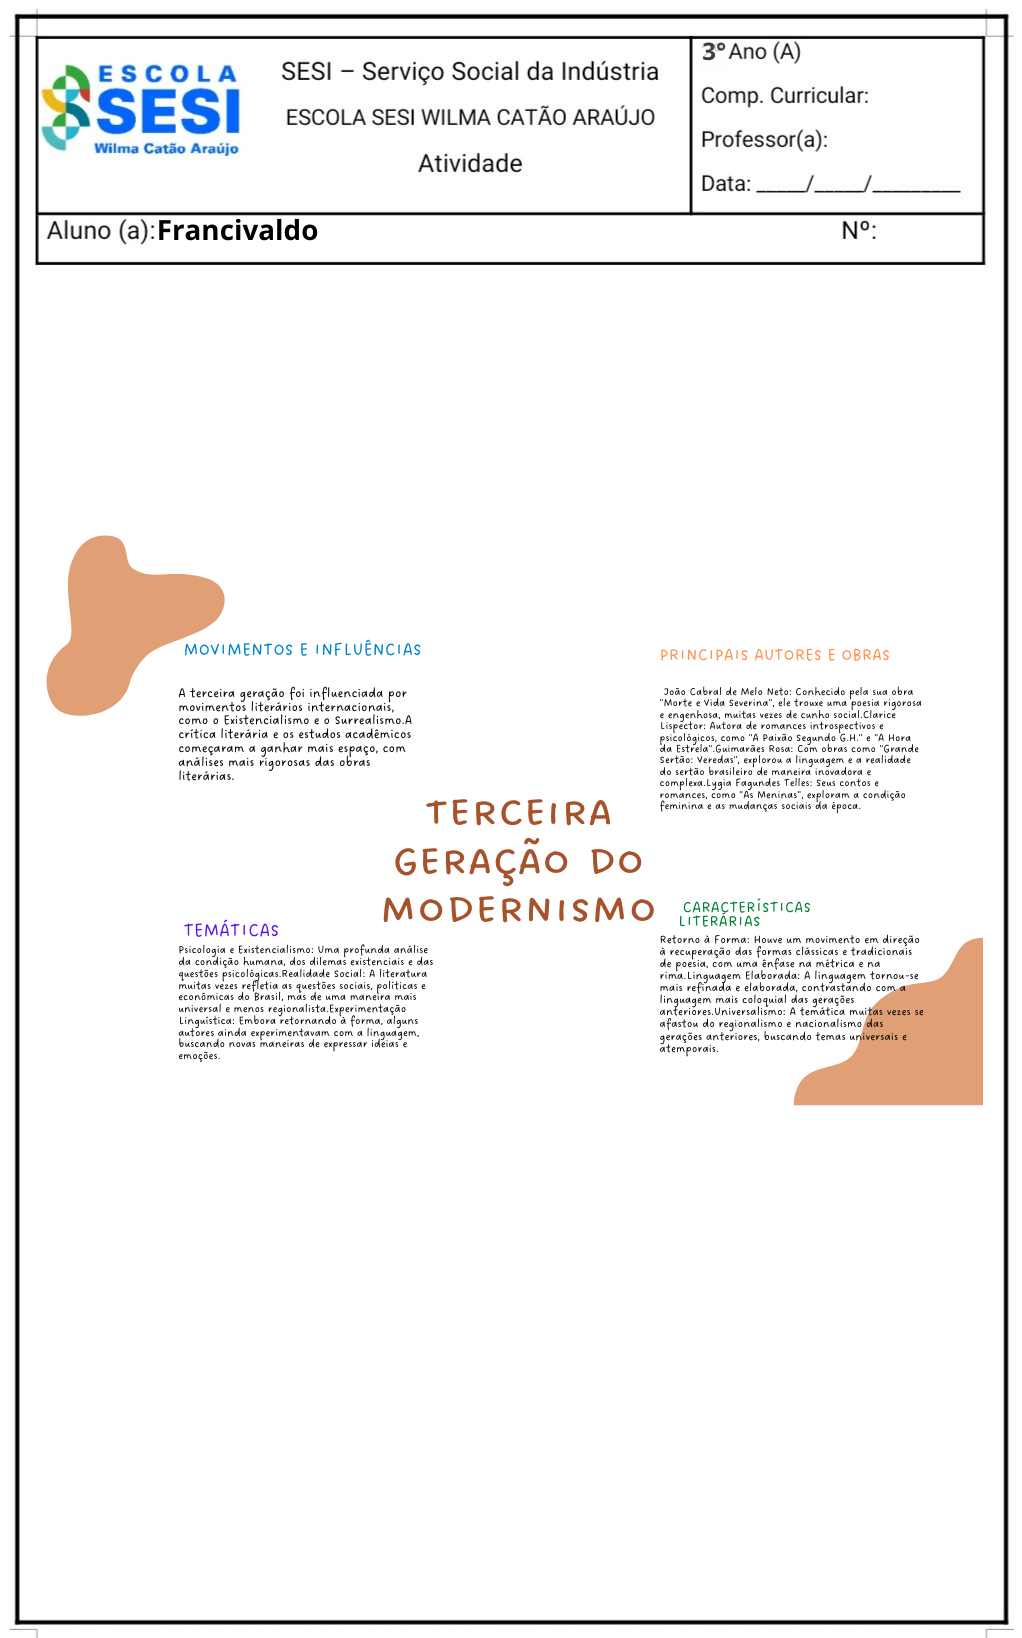 ESCOLA
SESI
Wilma Catão Araújo
SESI – Serviço Social da Indústria
ESCOLA SESI WILMA CATÃO ARAÚJO
Atividade
3º Ano (A)
Comp. Curricular:
Professor(a):
Data: _____/_____/_________
Aluno (a):Francivaldo
Nº:
MOVIMENTOS E INFLUÊNCIAS
A terceira geração foi influenciada por
movimentos literários internacionais,
como o Existencialismo e o Surrealismo.A
crítica literária e os estudos acadêmicos
começaram a ganhar mais espaço, com
análises mais rigorosas das obras
literárias.
PRINCIPAIS AUTORES E OBRAS
João Cabral de Melo Neto: Conhecido pela sua obra
"Morte e Vida Severina", ele trouxe uma poesia rigorosa
e engenhosa, muitas vezes de cunho social.Clarice
Lispector: Autora de romances introspectivos e
psicológicos, como "A Paixão Segundo G.H." e "A Hora
da Estrela".Guimarães Rosa: Com obras como "Grande
Sertão: Veredas", explorou a linguagem e a realidade
do sertão brasileiro de maneira inovadora e
complexa.Lygia Fagundes Telles: Seus contos e
romances, como "As Meninas", exploram a condição
feminina e as mudanças sociais da época.
TERCEIRA
GERAÇÃO DO
MODERNISMO
TEMÁTICAS
Psicologia e Existencialismo: Uma profunda análise
da condição humana, dos dilemas existenciais e das
questões psicológicas.Realidade Social: A literatura
muitas vezes refletia as questões sociais, políticas e
econômicas do Brasil, mas de uma maneira mais
universal e menos regionalista.Experimentação
Linguística: Embora retornando à forma, alguns
autores ainda experimentavam com a linguagem,
buscando novas maneiras de expressar ideias e
emoções.
CARACTERÍSTICAS
LITERÁRIAS
Retorno à Forma: Houve um movimento em direção
à recuperação das formas clássicas e tradicionais
de poesia, com uma ênfase na métrica e na
rima.Linguagem Elaborada: A linguagem tornou-se
mais refinada e elaborada, contrastando com a
linguagem mais coloquial das gerações
anteriores.Universalismo: A temática muitas vezes se
afastou do regionalismo e nacionalismo das
gerações anteriores, buscando temas universais e
atemporais.